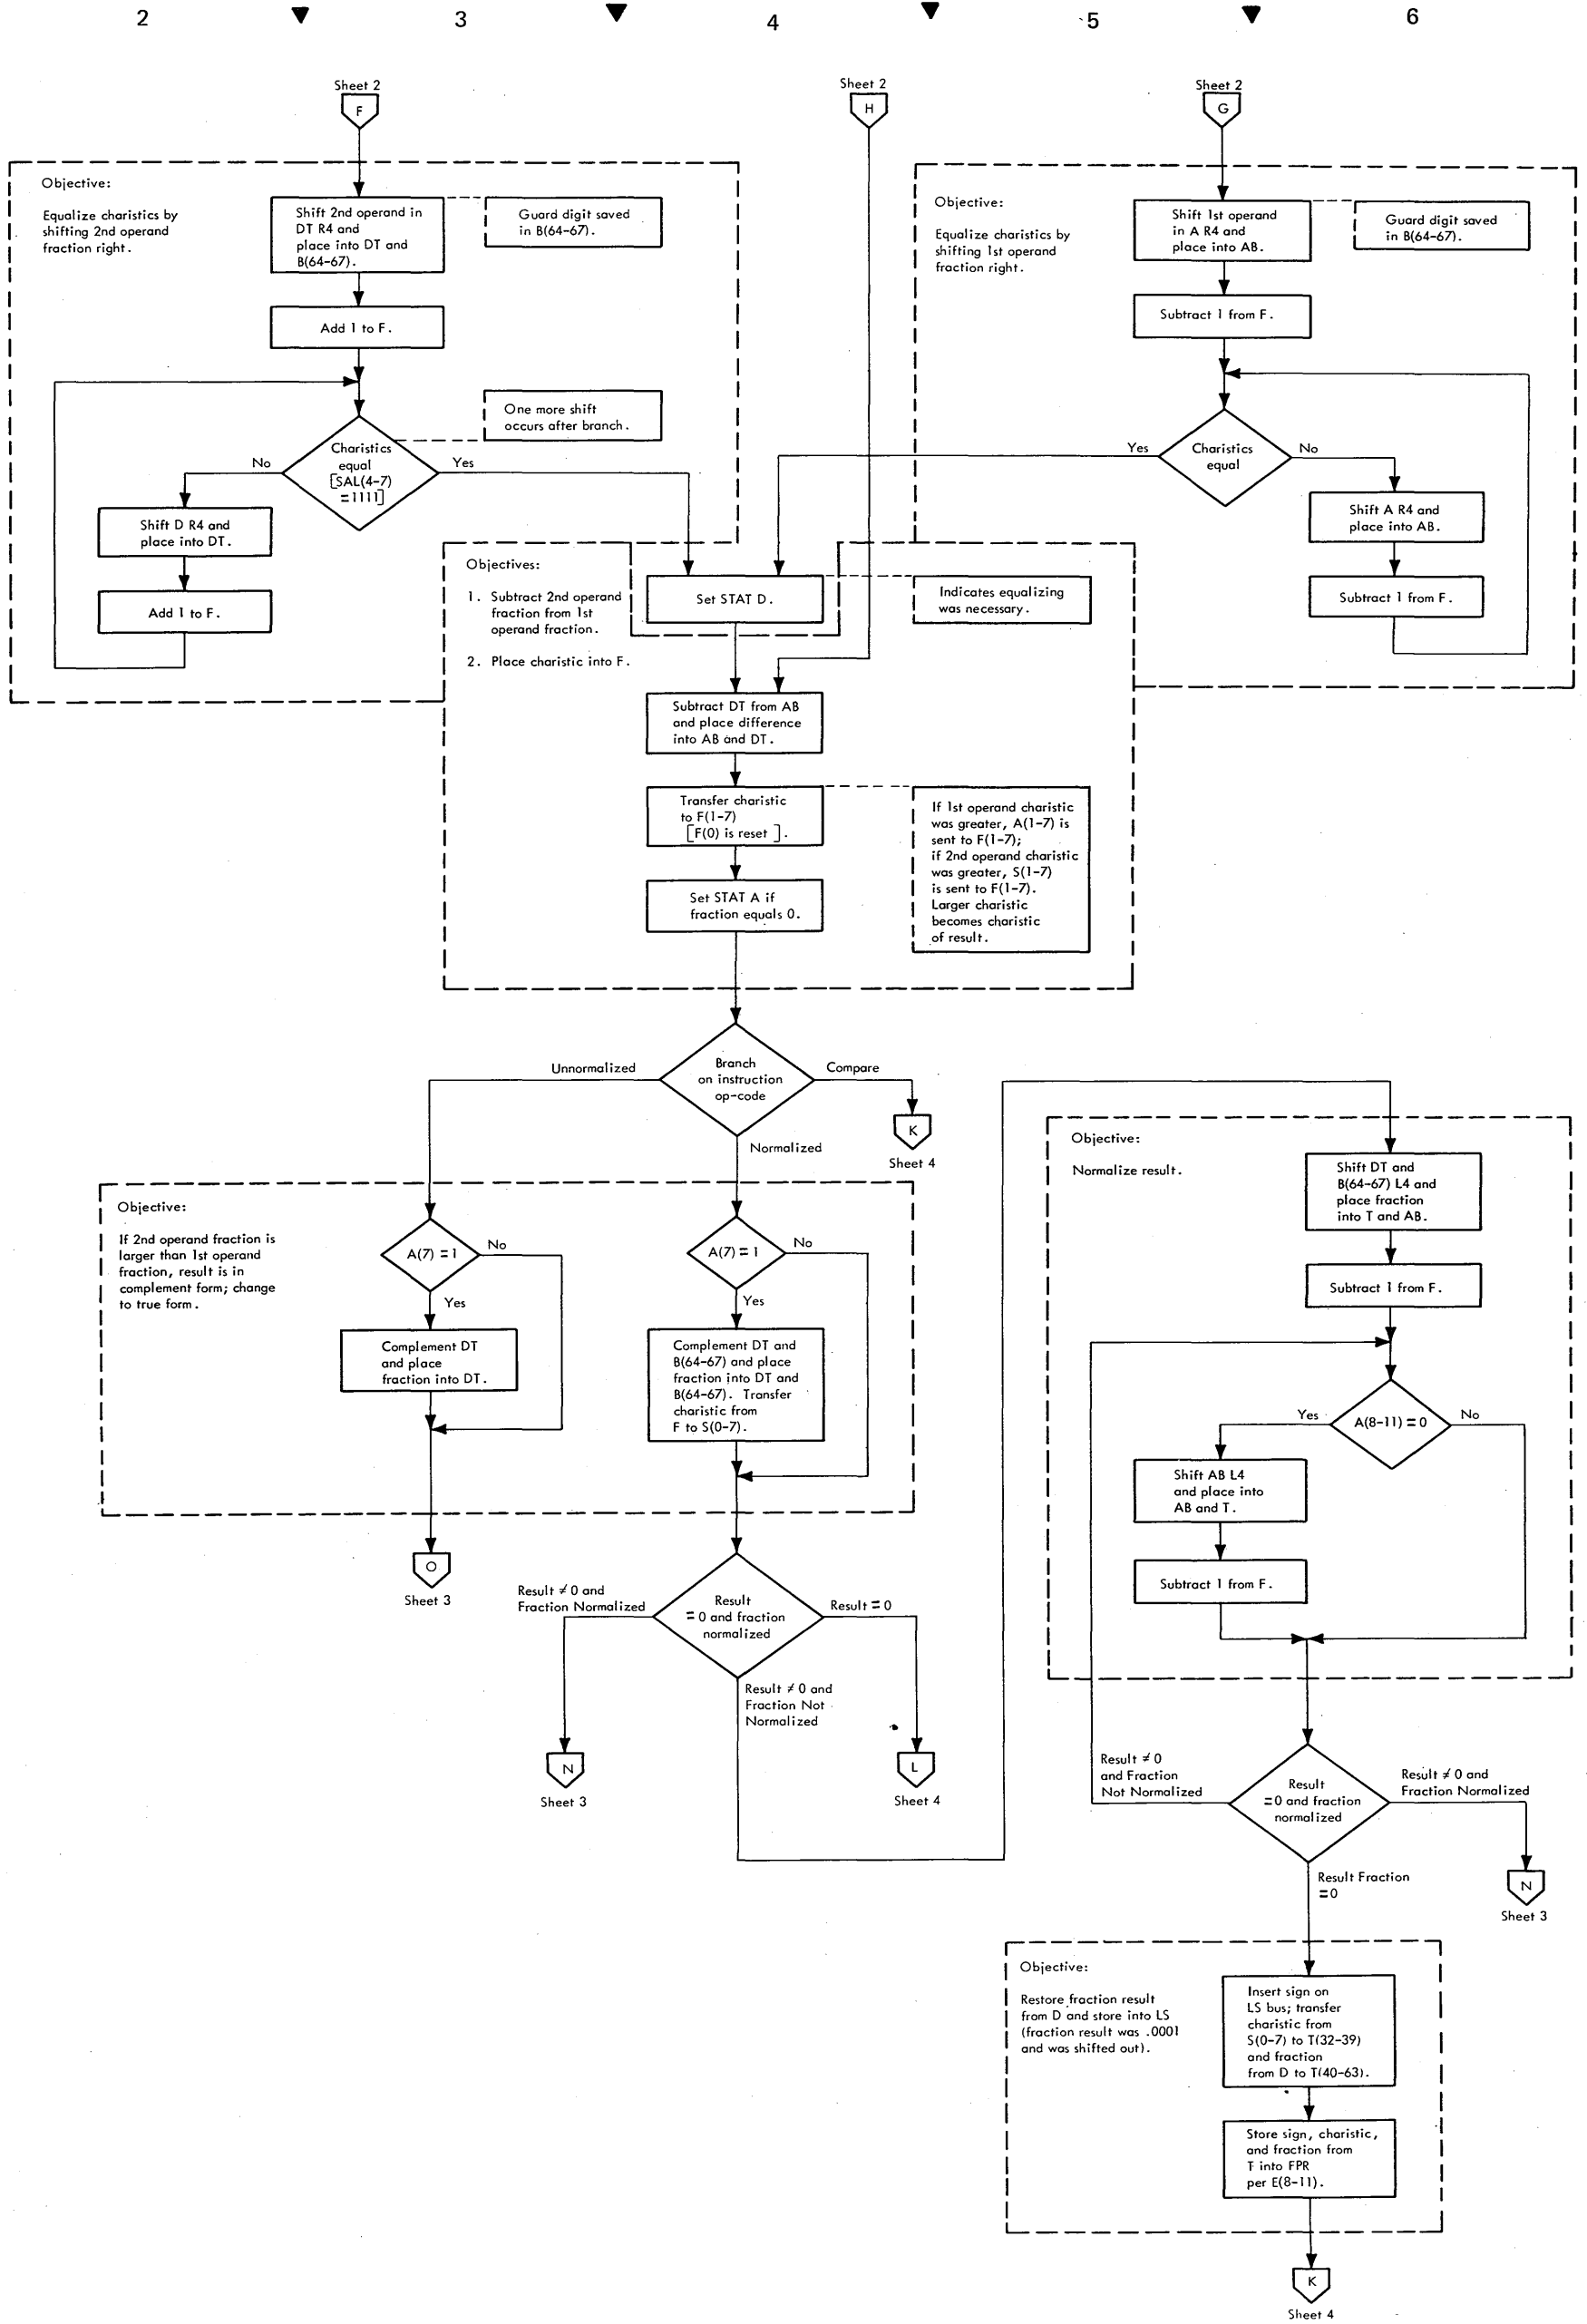 2 3 4 5 6
Sheet 2
F
Sheet 2
H
Sheet 2
G
Objective:
Equalize charistics by
shifting 2nd operand
fraction right.
Shift 2nd operand in
DT R4 and
place into DT and
B(64-67).
Guard digit saved
in B(64-67).
Add 1 to F.
One more shift
occurs after branch.
Charistics
equal
[SAL(4-7)
=1111]
No
Yes
Shift D R4 and
place into DT.
Add 1 to F.
Objective:
Equalize charistics by
shifting 1st operand
fraction right.
Shift 1st operand
in A R4 and
place into AB.
Guard digit saved
in B(64-67).
Subtract 1 from F.
Charistics
equal
Yes
No
Shift A R4 and
place into AB.
Subtract 1 from F.
Objectives:
1. Subtract 2nd operand
fraction from 1st
operand fraction.
2. Place charistic into F.
Set STAT D.
Indicates equalizing
was necessary.
Subtract DT from AB
and place difference
into AB and DT.
Transfer charistic
to F(1-7)
[F(0) is reset ].
If 1st operand charistic
was greater, A(1-7) is
sent to F(1-7);
if 2nd operand charistic
was greater, S(1-7)
is sent to F(1-7).
Larger charistic
becomes charistic
of result.
Set STAT A if
fraction equals 0.
Branch
on instruction
op-code
Unnormalized
Compare
Normalized
K
Sheet 4
Objective:
If 2nd operand fraction is
larger than 1st operand
fraction, result is in
complement form; change
to true form.
A(7) = 1
No
Yes
Complement DT
and place
fraction into DT.
A(7) = 1
No
Yes
Complement DT and
B(64-67) and place
fraction into DT and
B(64-67). Transfer
charistic from
F to S(0-7).
O
Sheet 3
Result ≠ 0 and
Fraction Normalized
Result
= 0 and fraction
normalized
Result = 0
Result ≠ 0 and
Fraction Not
Normalized
N
Sheet 3
L
Sheet 4
Objective:
Normalize result.
Shift DT and
B(64-67) L4 and
place fraction
into T and AB.
Subtract 1 from F.
A(8-11) = 0
Yes
No
Shift AB L4
and place into
AB and T.
Subtract 1 from F.
Result ≠ 0
and Fraction
Not Normalized
Result
=0 and fraction
normalized
Result ≠ 0 and
Fraction Normalized
Result Fraction
=0
N
Sheet 3
Objective:
Restore fraction result
from D and store into LS
(fraction result was .0001
and was shifted out).
Insert sign on
LS bus; transfer
charistic from
S(0-7) to T(32-39)
and fraction
from D to T(40-63).
Store sign, charistic,
and fraction from
T into FPR
per E(8-11).
K
Sheet 4